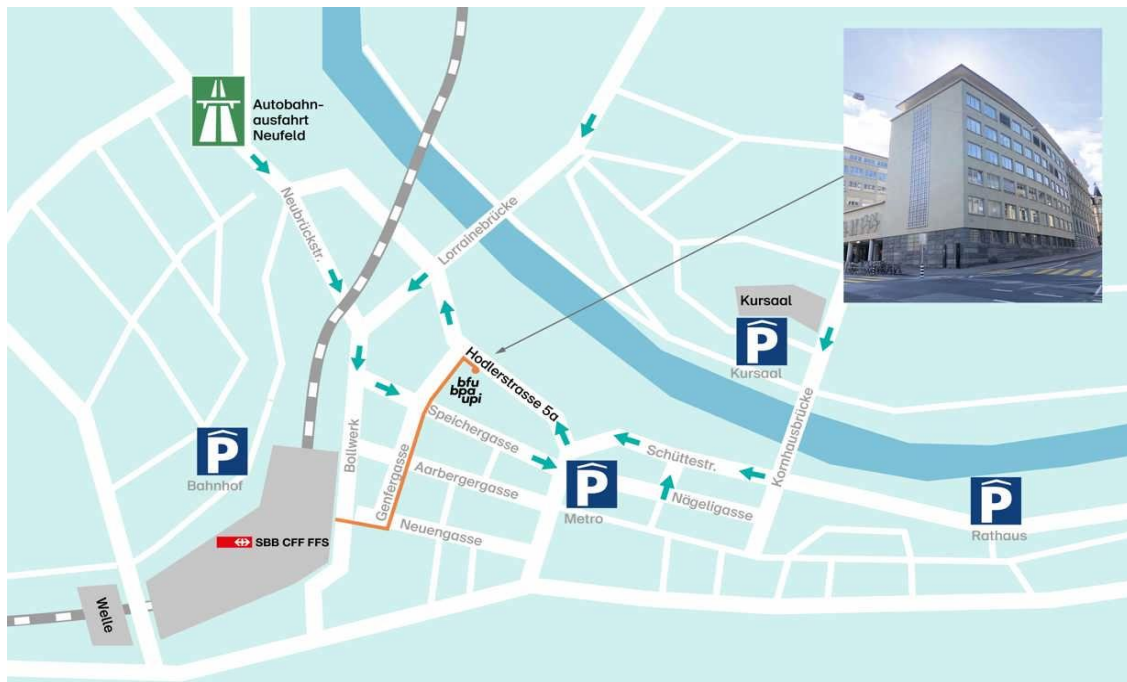 Autobahn-
ausfahrt
Neufeld
Neubrückstr.
Lorrainebrücke
Kursaal
P
Kursaal
Hodlerstrasse 5a
bfu
bpa
upi
Speichergasse
Bollwerk
Genfergasse
Aarbergergasse
Neuengasse
P
Bahnhof
SBB CFF FFS
Welle
P
Metro
Schüttestr.
Nägeligasse
Kornhausbrücke
P
Rathaus